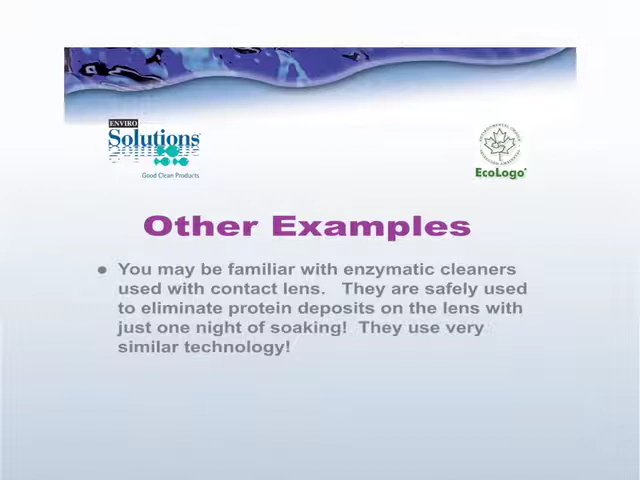 ENVIRO
Solutions
Good Clean Products
EcoLogo
Other Examples
● You may be familiar with enzymatic cleaners
used with contact lens. They are safely used
to eliminate protein deposits on the lens with
just one night of soaking! They use very
similar technology!